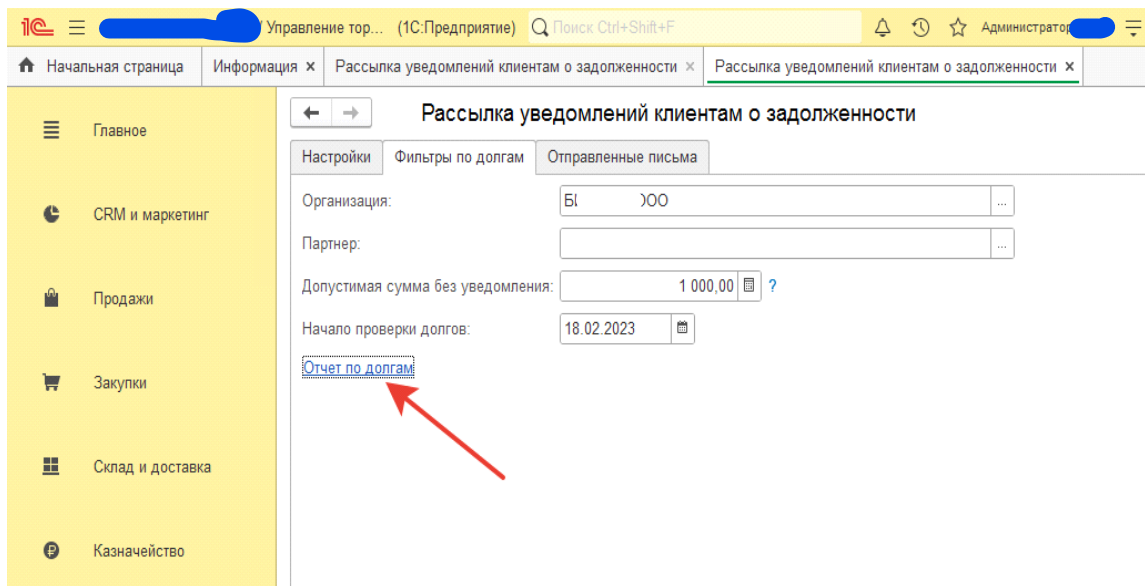 1С Управление тор... (1С:Предприятие) Поиск Ctrl+Shift+F Администратор
Начальная страница Информация × Рассылка уведомлений клиентам о задолженности × Рассылка уведомлений клиентам о задолженности ×
Рассылка уведомлений клиентам о задолженности
Главное
CRM и маркетинг
Продажи
Закупки
Склад и доставка
Казначейство
Настройки Фильтры по долгам Отправленные письма
Организация: ...
Партнер: ...
Допустимая сумма без уведомления: 1 000,00 ?
Начало проверки долгов: 18.02.2023
Отчет по долгам